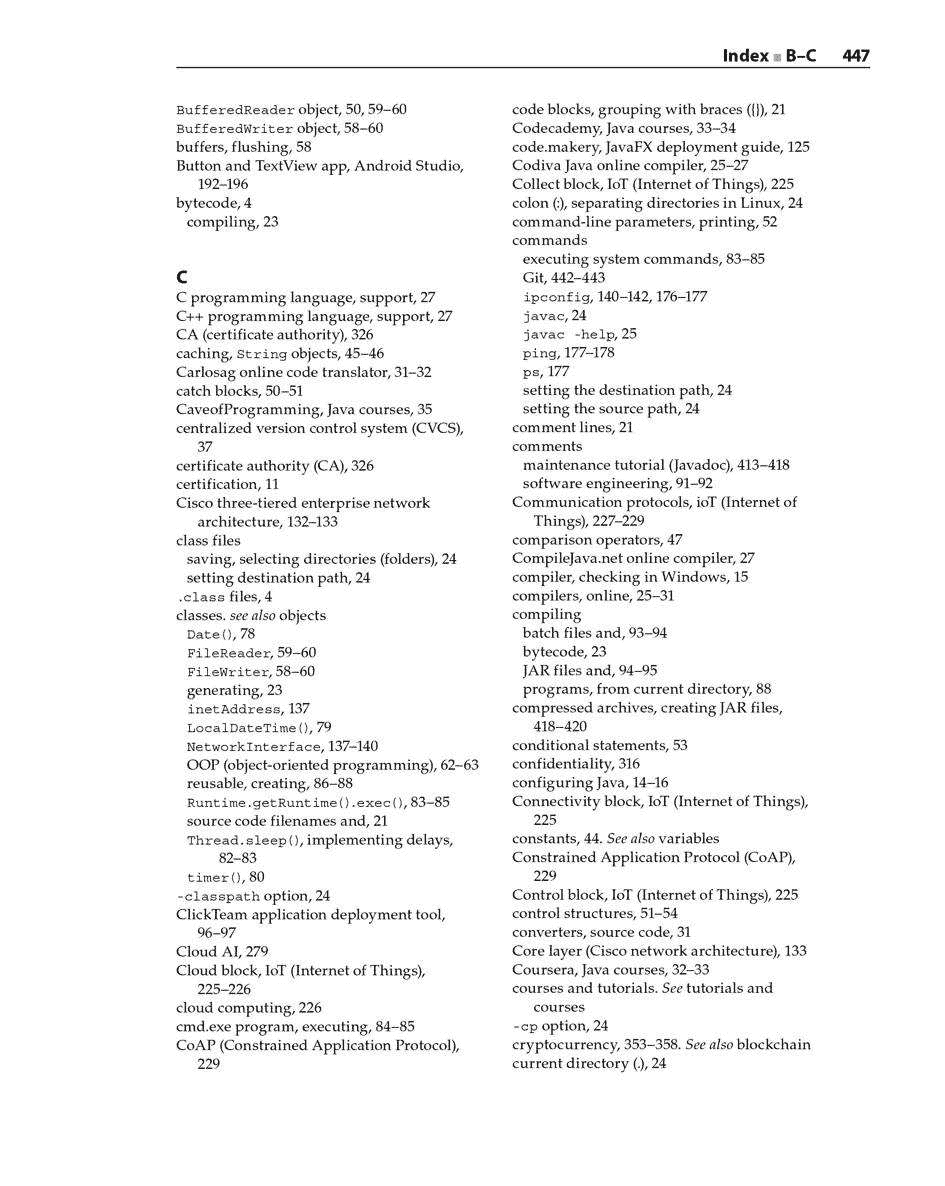 Index ■ B–C 447
BufferedReader object, 50, 59–60
BufferedWriter object, 58–60
buffers, flushing, 58
Button and TextView app, Android Studio,
192–196
bytecode, 4
compiling, 23
C
C programming language, support, 27
C++ programming language, support, 27
CA (certificate authority), 326
caching, String objects, 45–46
Carlosag online code translator, 31–32
catch blocks, 50–51
CaveofProgramming, Java courses, 35
centralized version control system (CVCS),
37
certificate authority (CA), 326
certification, 11
Cisco three-tiered enterprise network
architecture, 132–133
class files
saving, selecting directories (folders), 24
setting destination path, 24
.class files, 4
classes. see also objects
Date(), 78
FileReader, 59–60
FileWriter, 58–60
generating, 23
inetAddress, 137
LocalDateTime(), 79
NetworkInterface, 137–140
OOP (object-oriented programming), 62–63
reusable, creating, 86–88
Runtime.getRuntime().exec(), 83–85
source code filenames and, 21
Thread.sleep(), implementing delays,
82–83
timer(), 80
-classpath option, 24
ClickTeam application deployment tool,
96–97
Cloud AI, 279
Cloud block, IoT (Internet of Things),
225–226
cloud computing, 226
cmd.exe program, executing, 84–85
CoAP (Constrained Application Protocol),
229
code blocks, grouping with braces ({}), 21
Codecademy, Java courses, 33–34
code.makery, JavaFX deployment guide, 125
Codiva Java online compiler, 25–27
Collect block, IoT (Internet of Things), 225
colon (:), separating directories in Linux, 24
command-line parameters, printing, 52
commands
executing system commands, 83–85
Git, 442–443
ipconfig, 140–142, 176–177
javac, 24
javac -help, 25
ping, 177–178
ps, 177
setting the destination path, 24
setting the source path, 24
comment lines, 21
comments
maintenance tutorial (Javadoc), 413–418
software engineering, 91–92
Communication protocols, ioT (Internet of
Things), 227–229
comparison operators, 47
CompileJava.net online compiler, 27
compiler, checking in Windows, 15
compilers, online, 25–31
compiling
batch files and, 93–94
bytecode, 23
JAR files and, 94–95
programs, from current directory, 88
compressed archives, creating JAR files,
418–420
conditional statements, 53
confidentiality, 316
configuring Java, 14–16
Connectivity block, IoT (Internet of Things),
225
constants, 44. See also variables
Constrained Application Protocol (CoAP),
229
Control block, IoT (Internet of Things), 225
control structures, 51–54
converters, source code, 31
Core layer (Cisco network architecture), 133
Coursera, Java courses, 32–33
courses and tutorials. See tutorials and
courses
-cp option, 24
cryptocurrency, 353–358. See also blockchain
current directory (.), 24